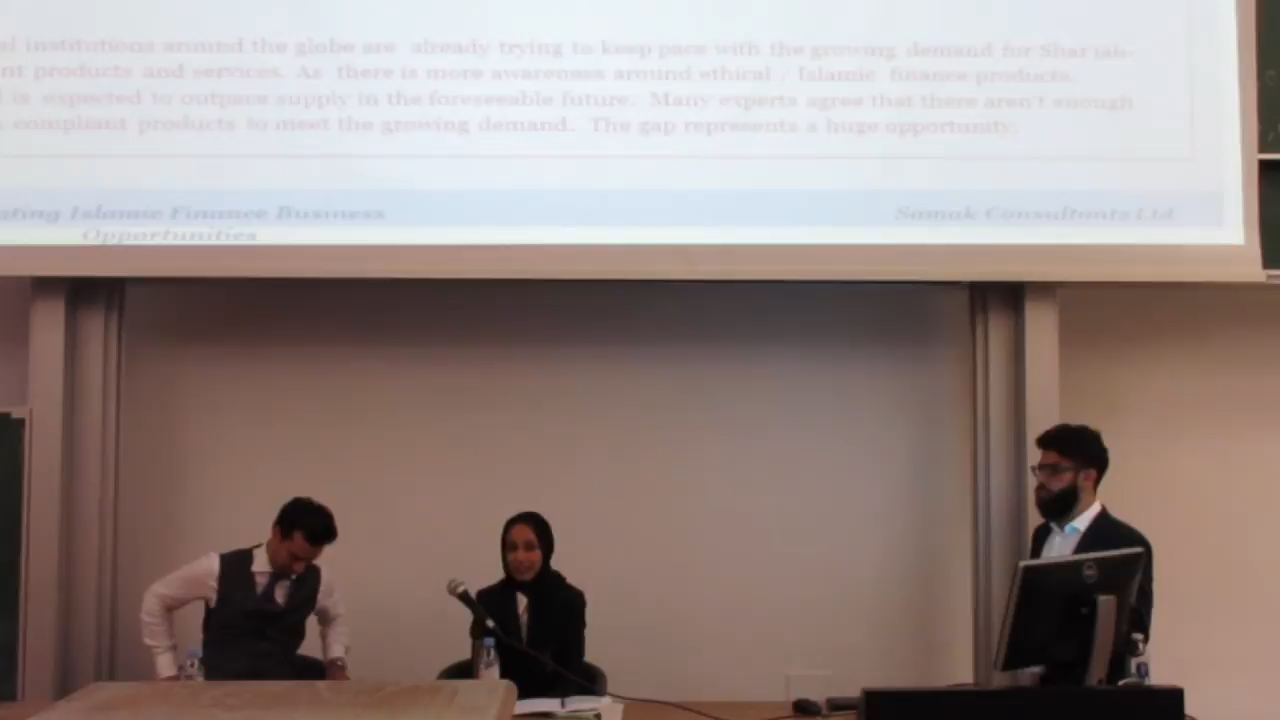 al institutions around the globe are already trying to keep pace with the growing demand for Shariah-
nt products and services. As there is more awareness around ethical / Islamic finance products,
d is expected to outpace supply in the foreseeable future. Many experts agree that there aren't enough
compliant products to meet the growing demand. The gap represents a huge opportunity.
ating Islamic Finance Business
Opportunities
Samak Consultants Ltd